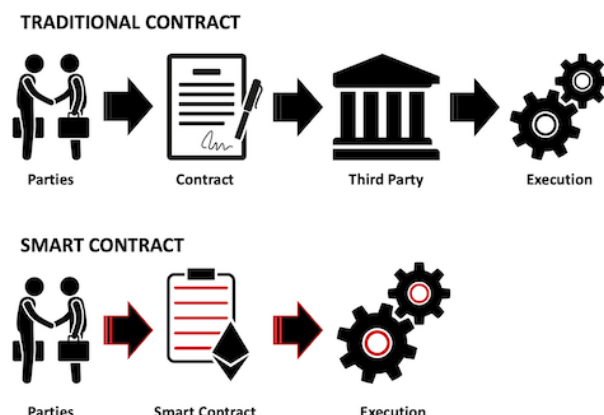 TRADITIONAL CONTRACT
Parties Contract Third Party Execution
SMART CONTRACT
Parties Smart Contract Execution